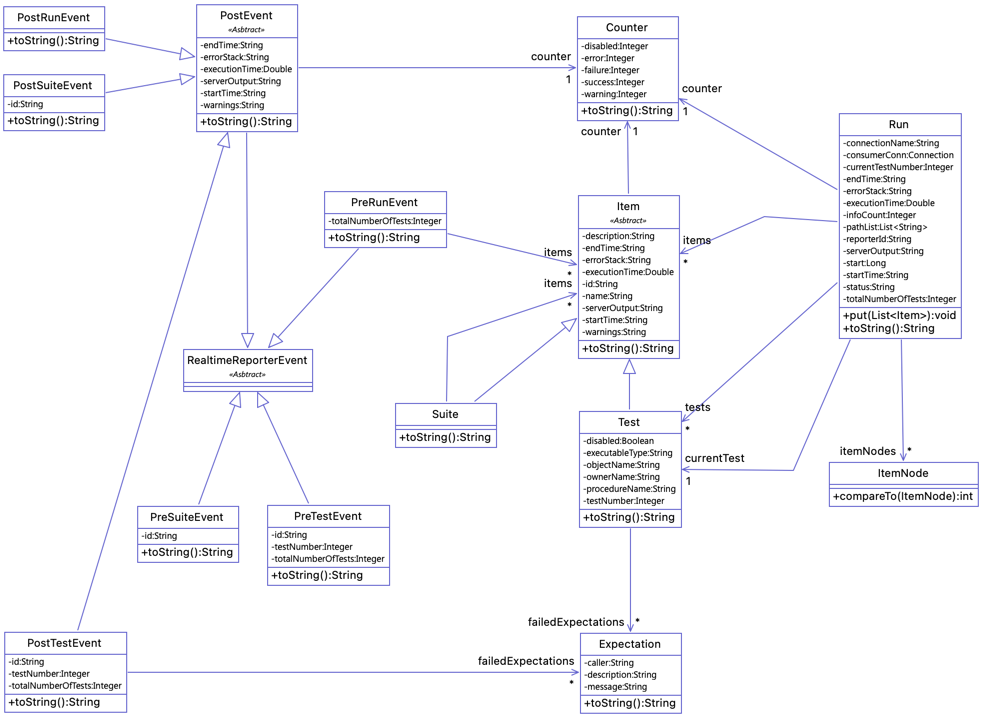 PostRunEvent
+toString():String
PostSuiteEvent
-id:String
+toString():String
PostEvent
«Asbtract»
-endTime:String
-errorStack:String
-executionTime:Double
-serverOutput:String
-startTime:String
-warnings:String
+toString():String
counter
1
Counter
-disabled:Integer
-error:Integer
-failure:Integer
-success:Integer
-warning:Integer
+toString():String
counter
1
counter
1
Run
-connectionName:String
-consumerConn:Connection
-currentTestNumber:Integer
-endTime:String
-errorStack:String
-executionTime:Double
-infoCount:Integer
-pathList:List<String>
-reporterId:String
-serverOutput:String
-start:Long
-startTime:String
-status:String
-totalNumberOfTests:Integer
+put(List<Item>):void
+toString():String
PreRunEvent
-totalNumberOfTests:Integer
+toString():String
items
*
items
*
Item
«Asbtract»
-description:String
-endTime:String
-errorStack:String
-executionTime:Double
-id:String
-name:String
-serverOutput:String
-startTime:String
-warnings:String
+toString():String
items
*
RealtimeReporterEvent
«Asbtract»
Suite
+toString():String
Test
-disabled:Boolean
-executableType:String
-objectName:String
-ownerName:String
-procedureName:String
-testNumber:Integer
+toString():String
tests
*
currentTest
1
itemNodes
*
ItemNode
+compareTo(ItemNode):int
PreSuiteEvent
-id:String
+toString():String
PreTestEvent
-id:String
-testNumber:Integer
-totalNumberOfTests:Integer
+toString():String
failedExpectations
*
PostTestEvent
-id:String
-testNumber:Integer
-totalNumberOfTests:Integer
+toString():String
failedExpectations
*
Expectation
-caller:String
-description:String
-message:String
+toString():String